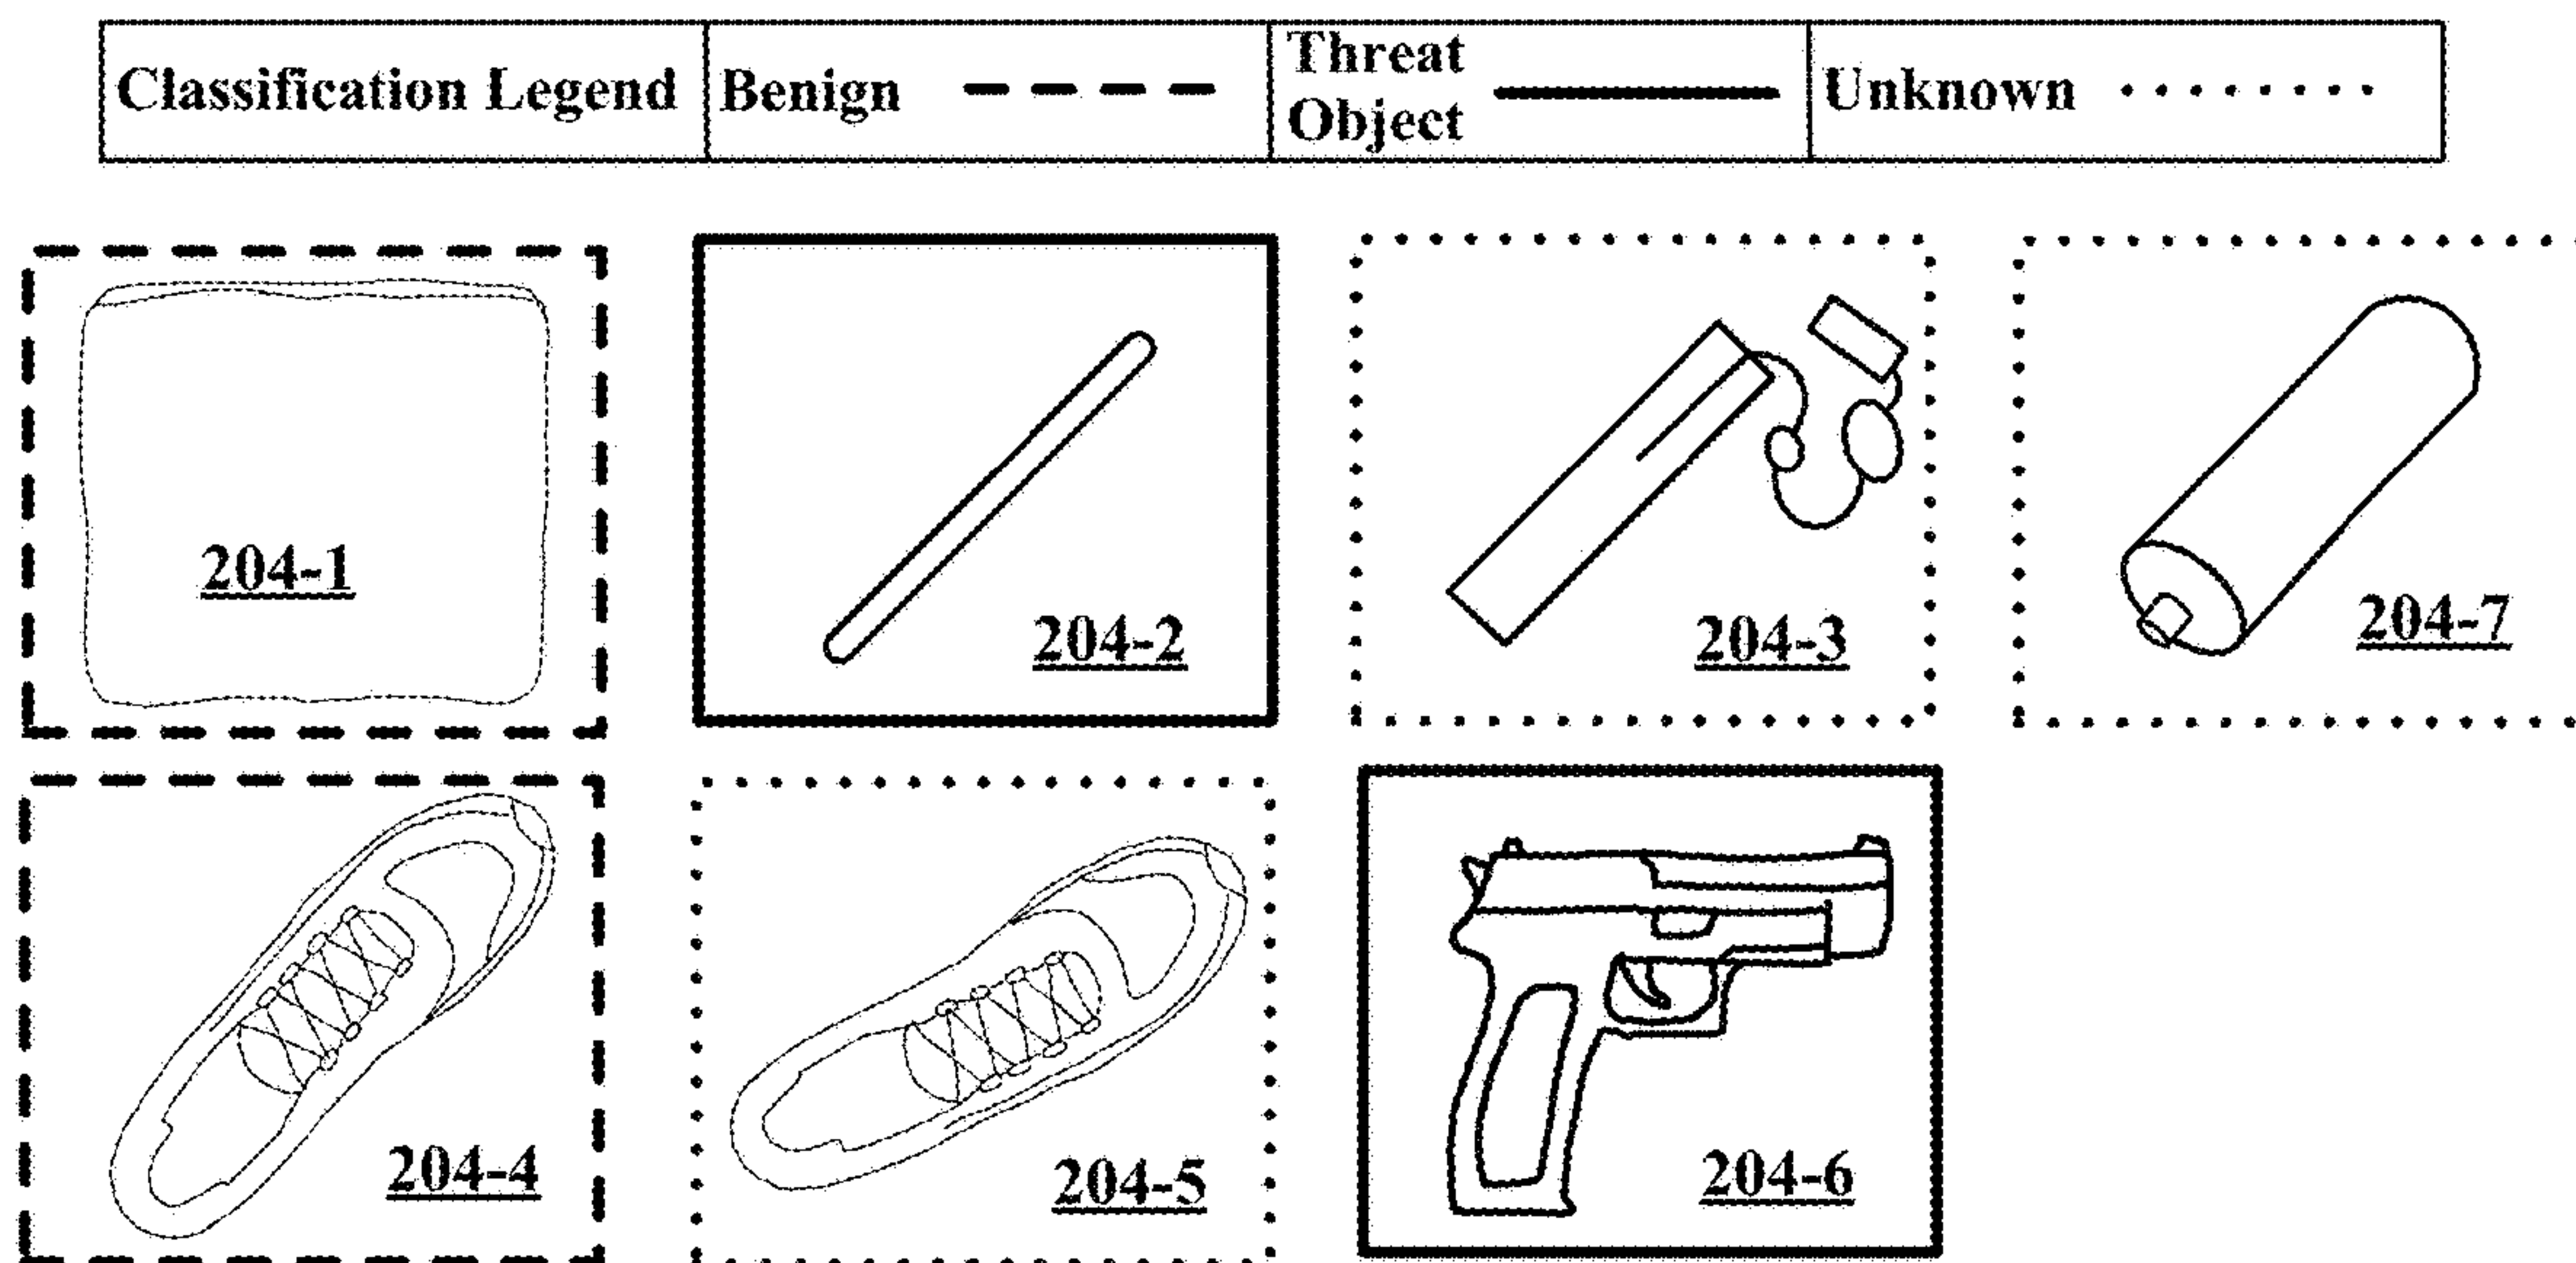 Classification Legend
Benign
Threat
Object
Unknown
204-1
204-2
204-3
204-7
204-4
204-5
204-6